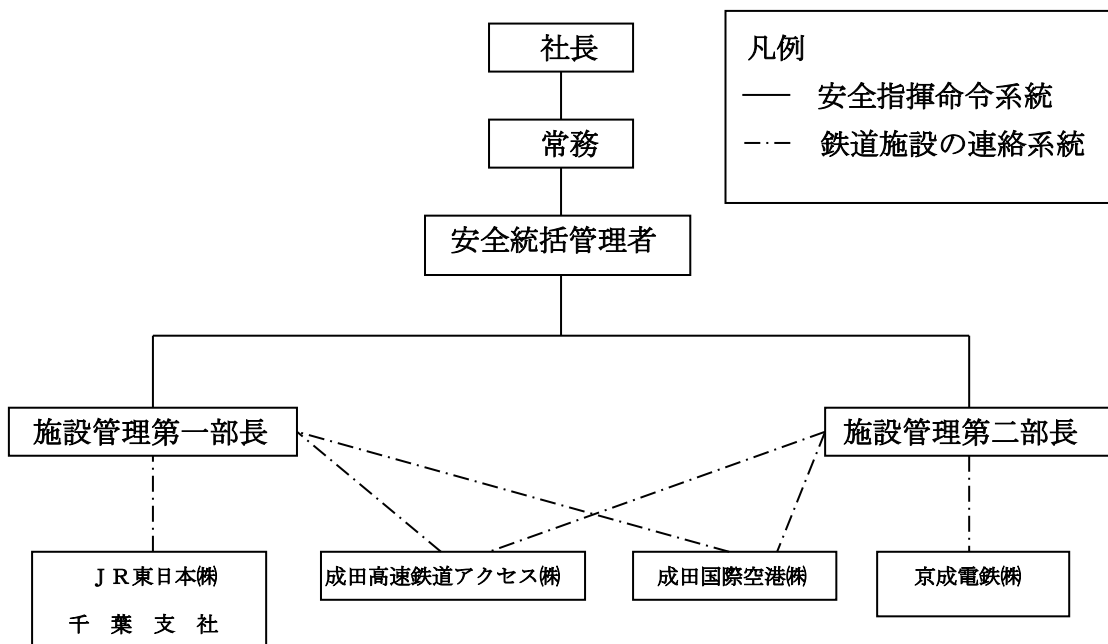 社長
凡例
安全指揮命令系統
常務
鉄道施設の連絡系統
安全統括管理者
施設管理第一部長
施設管理第二部長
ＪＲ東日本㈱
千 葉 支 社
成田高速鉄道アクセス㈱
成田国際空港㈱
京成電鉄㈱